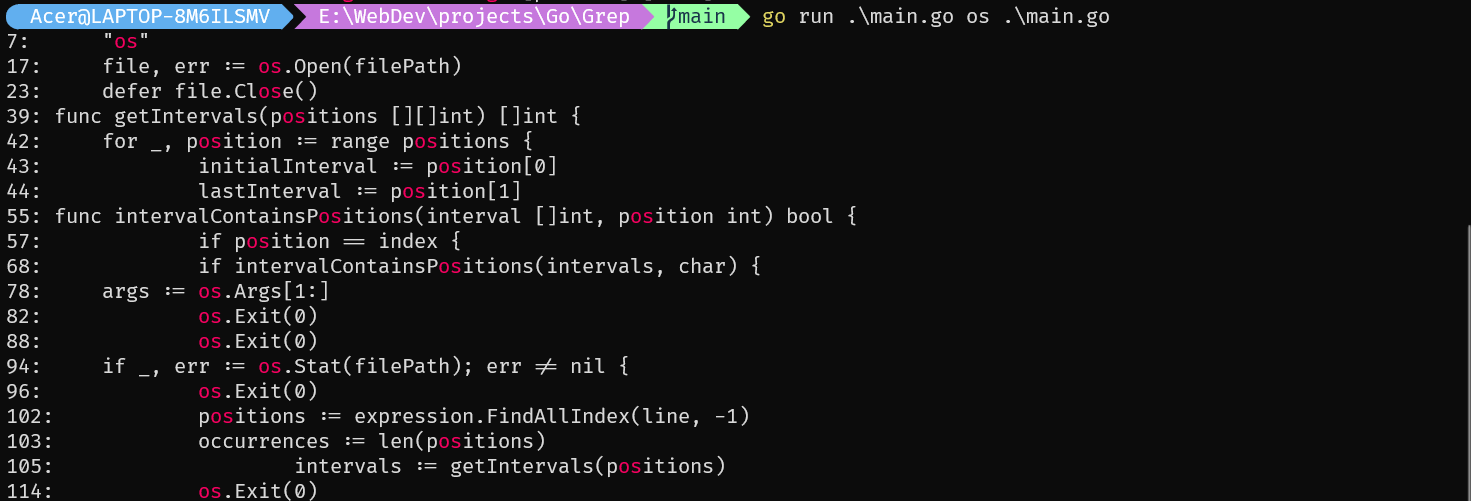 Acer@LAPTOP-8M6ILSMV E:\WebDev\projects\Go\Grep main go run .\main.go os .\main.go
7: "os"
17: file, err := os.Open(filePath)
23: defer file.Close()
39: func getIntervals(positions [][]int) []int {
42: for _, position := range positions {
43: initialInterval := position[0]
44: lastInterval := position[1]
55: func intervalContainsPositions(interval []int, position int) bool {
57: if position == index {
68: if intervalContainsPositions(intervals, char) {
78: args := os.Args[1:]
82: os.Exit(0)
88: os.Exit(0)
94: if _, err := os.Stat(filePath); err != nil {
96: os.Exit(0)
102: positions := expression.FindAllIndex(line, -1)
103: occurrences := len(positions)
105: intervals := getIntervals(positions)
114: os.Exit(0)